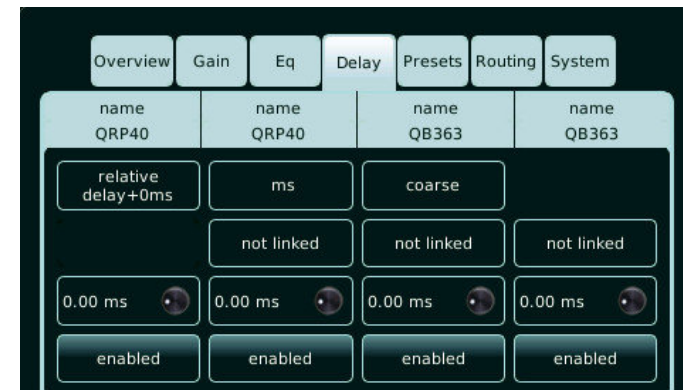 Overview Gain Eq Delay Presets Routing System
name name name name
QRP40 QRP40 QB363 QB363
relative
delay+0ms ms coarse
not linked not linked not linked
0.00 ms 0.00 ms 0.00 ms 0.00 ms
enabled enabled enabled enabled